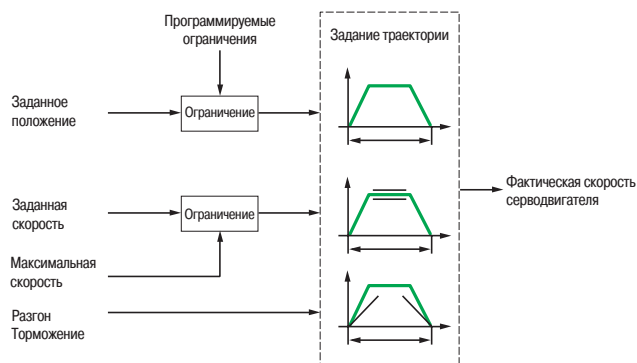 Программируемые
ограничения
Задание траектории
Заданное
положение
Ограничение
Заданная
скорость
Ограничение
Фактическая скорость
серводвигателя
Максимальная
скорость
Разгон
Торможение